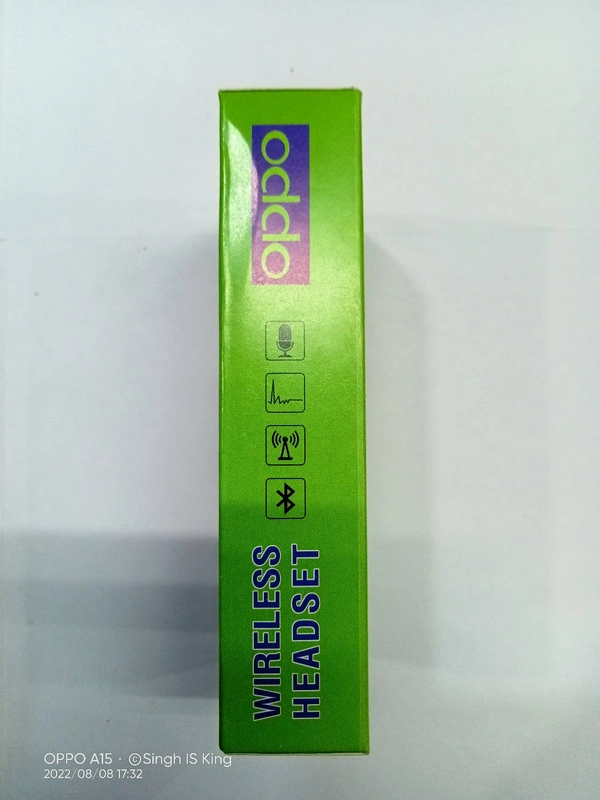 oppo
WIRELESS
HEADSET
OPPO A15 · ©Singh IS King
2022/08/08 17:32